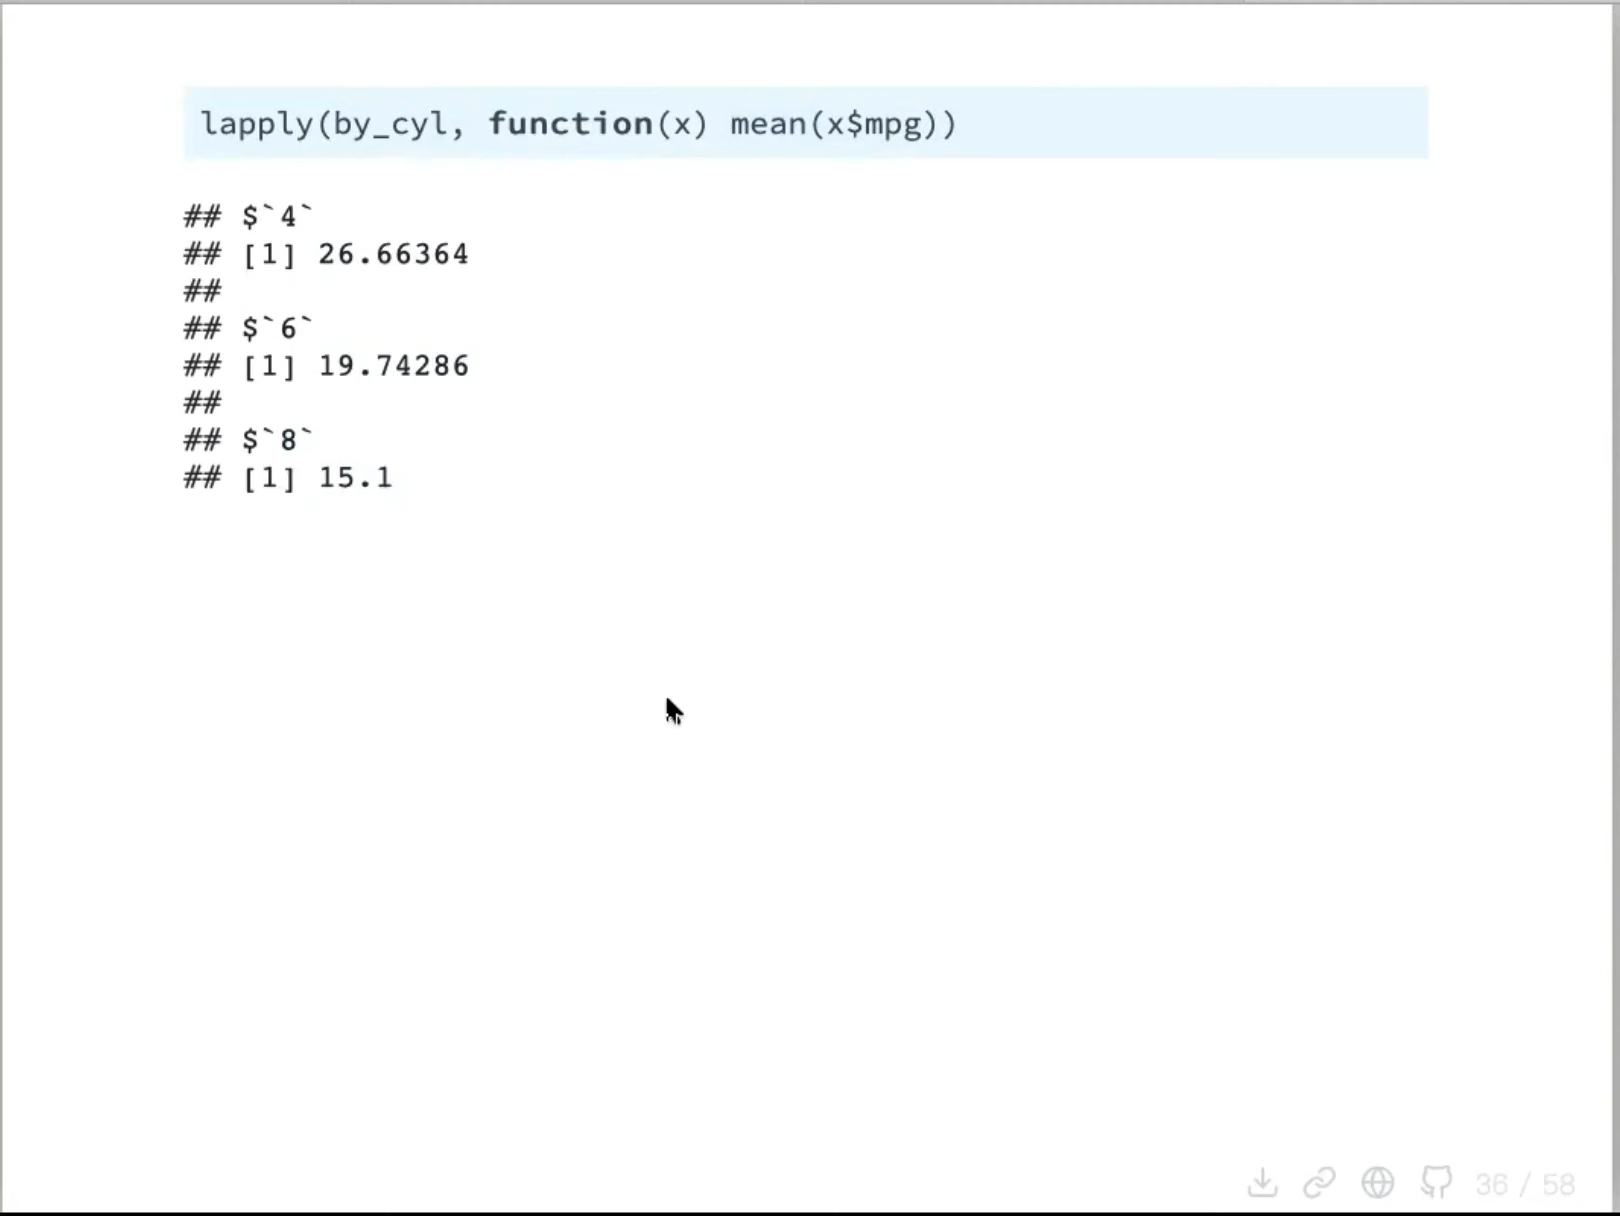 lapply(by_cyl, function(x) mean(x$mpg))
## $`4`
## [1] 26.66364
##
## $`6`
## [1] 19.74286
##
## $`8`
## [1] 15.1
36 / 58